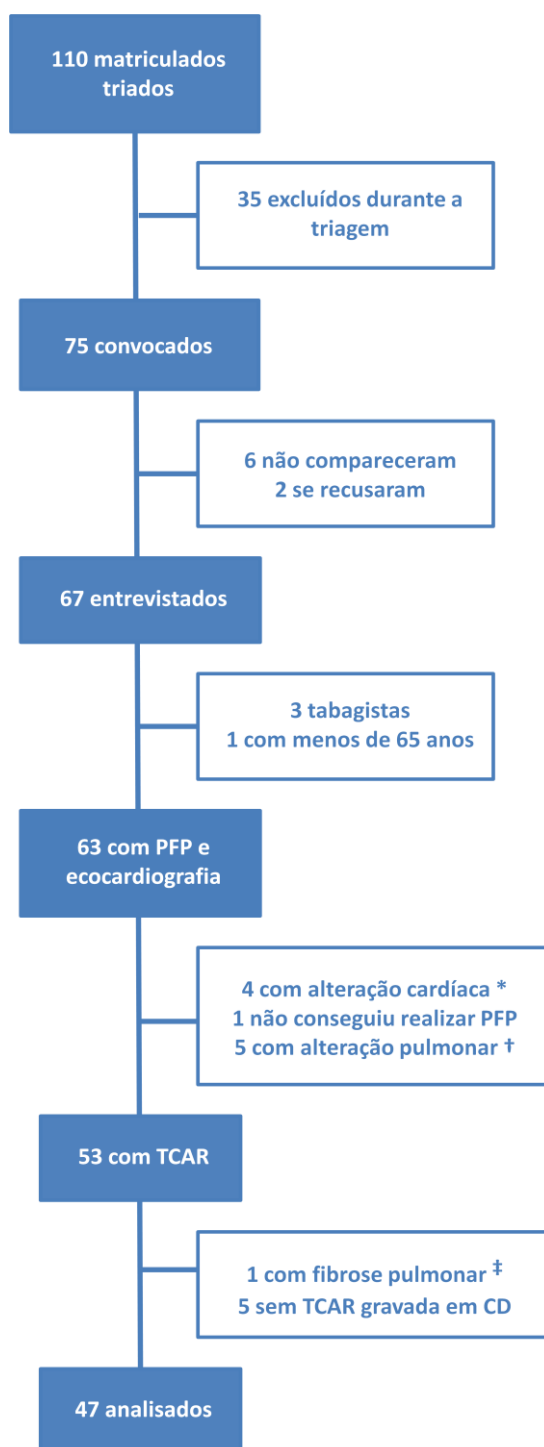 110 matriculados
triados
35 excluídos durante a
triagem
75 convocados
6 não compareceram
2 se recusaram
67 entrevistados
3 tabagistas
1 com menos de 65 anos
63 com PFP e
ecocardiografia
4 com alteração cardíaca *
1 não conseguiu realizar PFP
5 com alteração pulmonar †
53 com TCAR
1 com fibrose pulmonar ‡
5 sem TCAR gravada em CD
47 analisados